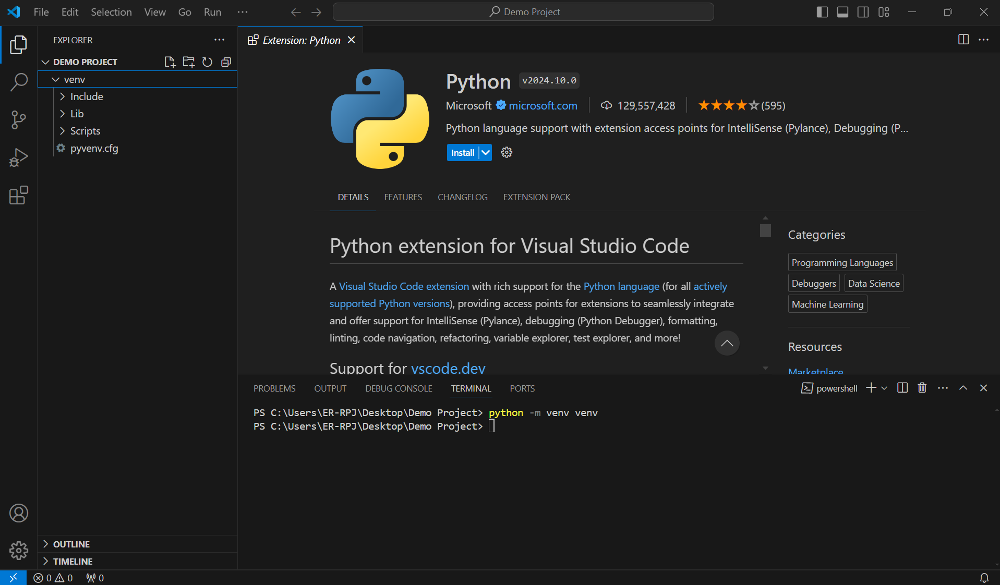 File Edit Selection View Go Run ··· Demo Project
EXPLORER
Extension: Python
DEMO PROJECT
venv
Include
Lib
Scripts
pyvenv.cfg
Python v2024.10.0
Microsoft microsoft.com 129,557,428 (595)
Python language support with extension access points for IntelliSense (Pylance), Debugging (P...
Install
DETAILS FEATURES CHANGELOG EXTENSION PACK
Python extension for Visual Studio Code
A Visual Studio Code extension with rich support for the Python language (for all actively
supported Python versions), providing access points for extensions to seamlessly integrate
and offer support for IntelliSense (Pylance), debugging (Python Debugger), formatting,
linting, code navigation, refactoring, variable explorer, test explorer, and more!
Support for vscode.dev
Categories
Programming Languages
Debuggers Data Science
Machine Learning
Resources
Marketplace
PROBLEMS OUTPUT DEBUG CONSOLE TERMINAL PORTS powershell
PS C:\Users\ER-RPJ\Desktop\Demo Project> python -m venv venv
PS C:\Users\ER-RPJ\Desktop\Demo Project>
OUTLINE
TIMELINE
0 0 0